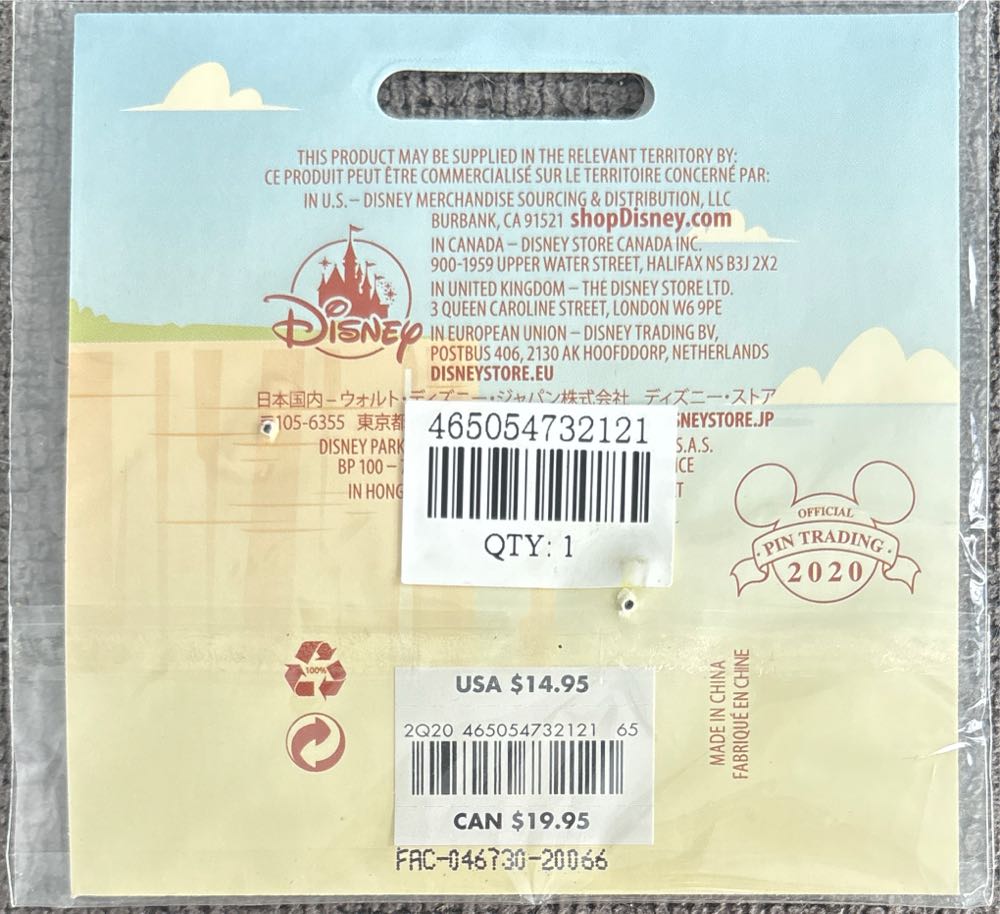 THIS PRODUCT MAY BE SUPPLIED IN THE RELEVANT TERRITORY BY:
CE PRODUIT PEUT ÊTRE COMMERCIALISÉ SUR LE TERRITOIRE CONCERNÉ PAR:
IN U.S. – DISNEY MERCHANDISE SOURCING & DISTRIBUTION, LLC
BURBANK, CA 91521 shopDisney.com
IN CANADA – DISNEY STORE CANADA INC.
900-1959 UPPER WATER STREET, HALIFAX NS B3J 2X2
IN UNITED KINGDOM – THE DISNEY STORE LTD.
3 QUEEN CAROLINE STREET, LONDON W6 9PE
IN EUROPEAN UNION – DISNEY TRADING BV,
POSTBUS 406, 2130 AK HOOFDDORP, NETHERLANDS
DISNEYSTORE.EU
Disney
日本国内–ウォルト・ディズニー・ジャパン株式会社 ディズニー・ストア
〒105-6355 東京都 NEYSTORE.JP
DISNEY PARK S.A.S.
BP 100 –
IN HONG
465054732121
QTY: 1
OFFICIAL
PIN TRADING
2020
100%
USA $14.95
2Q20 465054732121 65
CAN $19.95
FAC-046730-20066
MADE IN CHINA
FABRIQUÉ EN CHINE